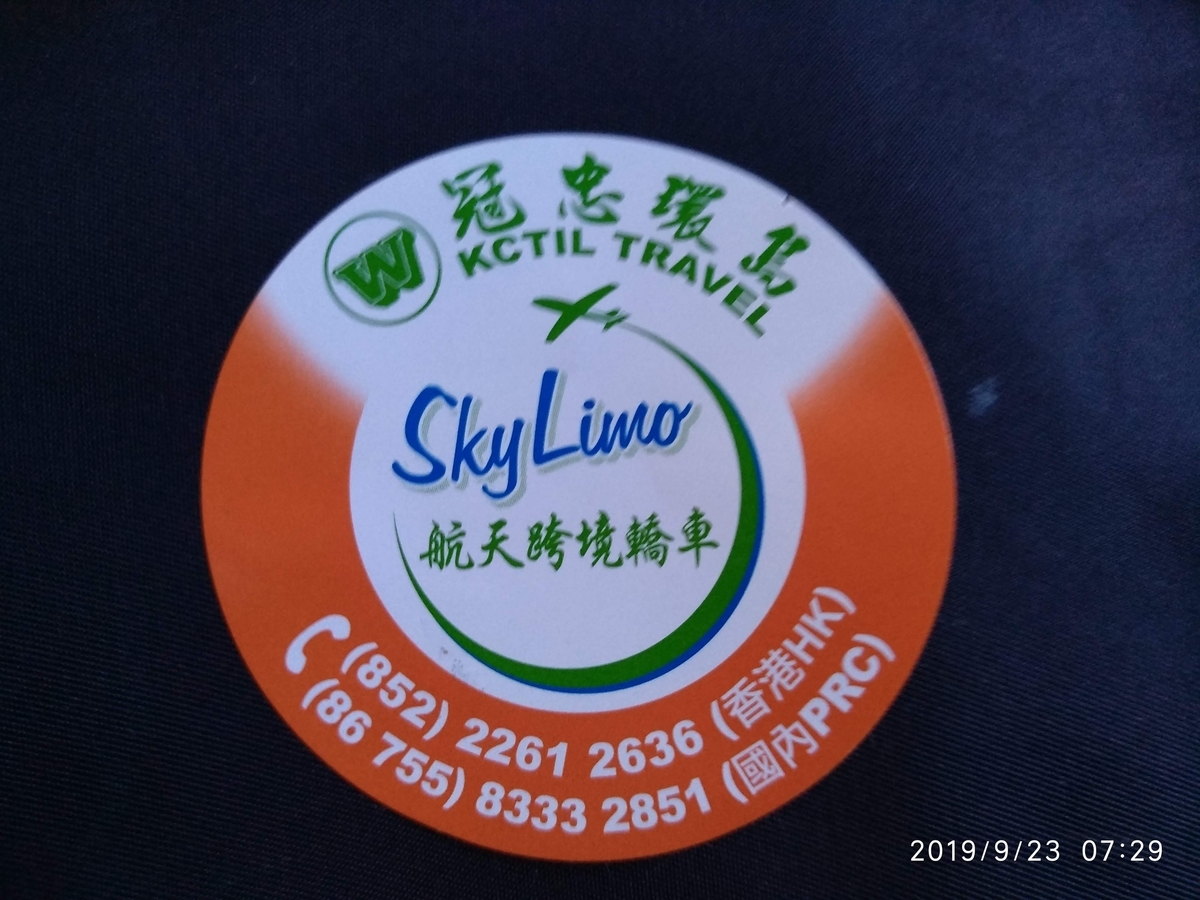 W
冠忠環島
KCTIL TRAVEL
SkyLimo
航天跨境轎車
(852) 2261 2636 (香港HK)
(86 755) 8333 2851 (國內PRC)
2019/9/23 07:29